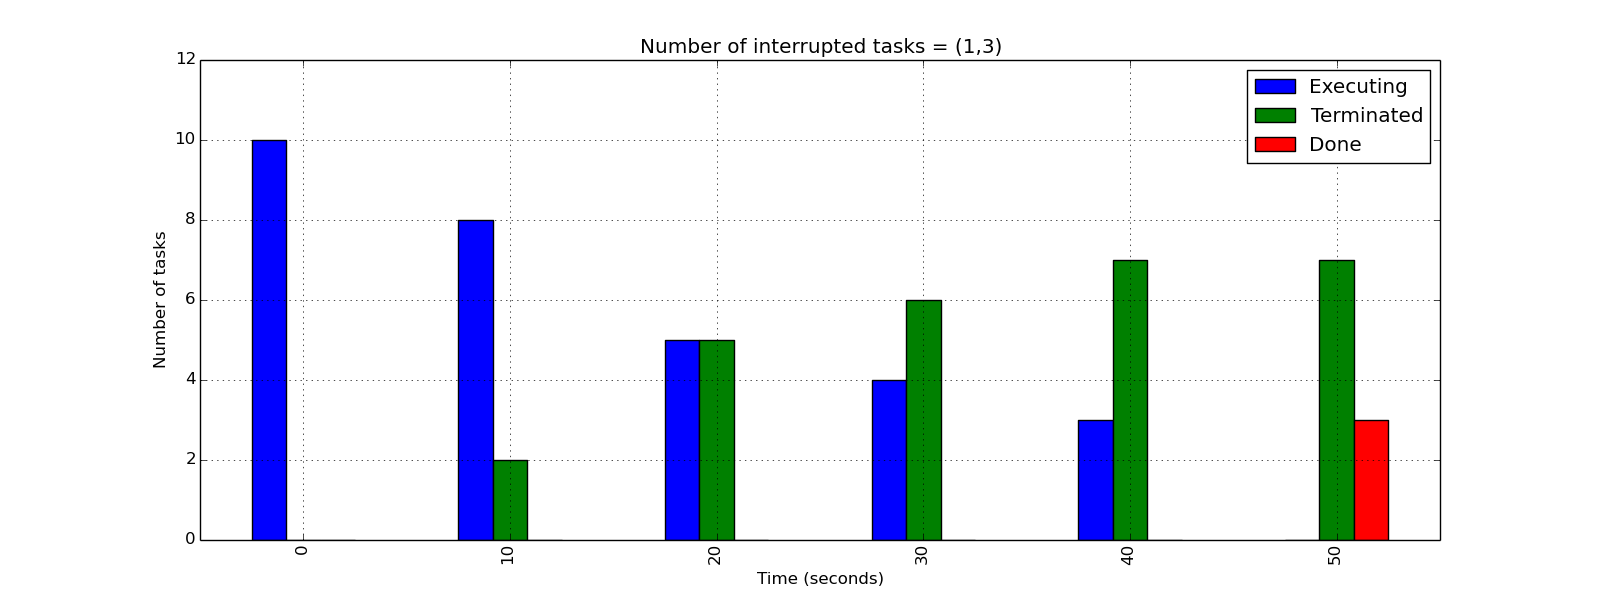 Number of interrupted tasks = (1,3)
Executing
Terminated
Done
Number of tasks
12
10
8
6
4
2
0
0 10 20 30 40 50
Time (seconds)